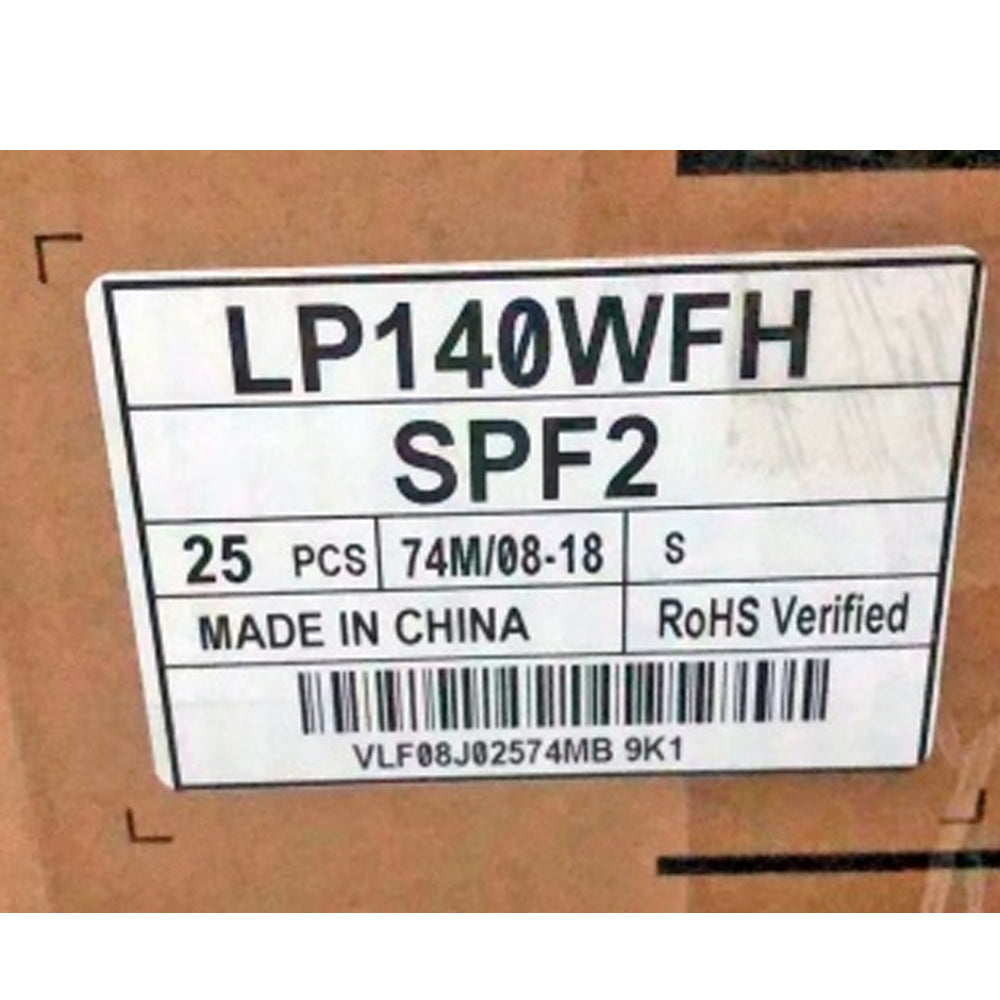 LP140WFH
SPF2
25 PCS 74M/08-18 S
MADE IN CHINA RoHS Verified
VLF08J02574MB 9K1